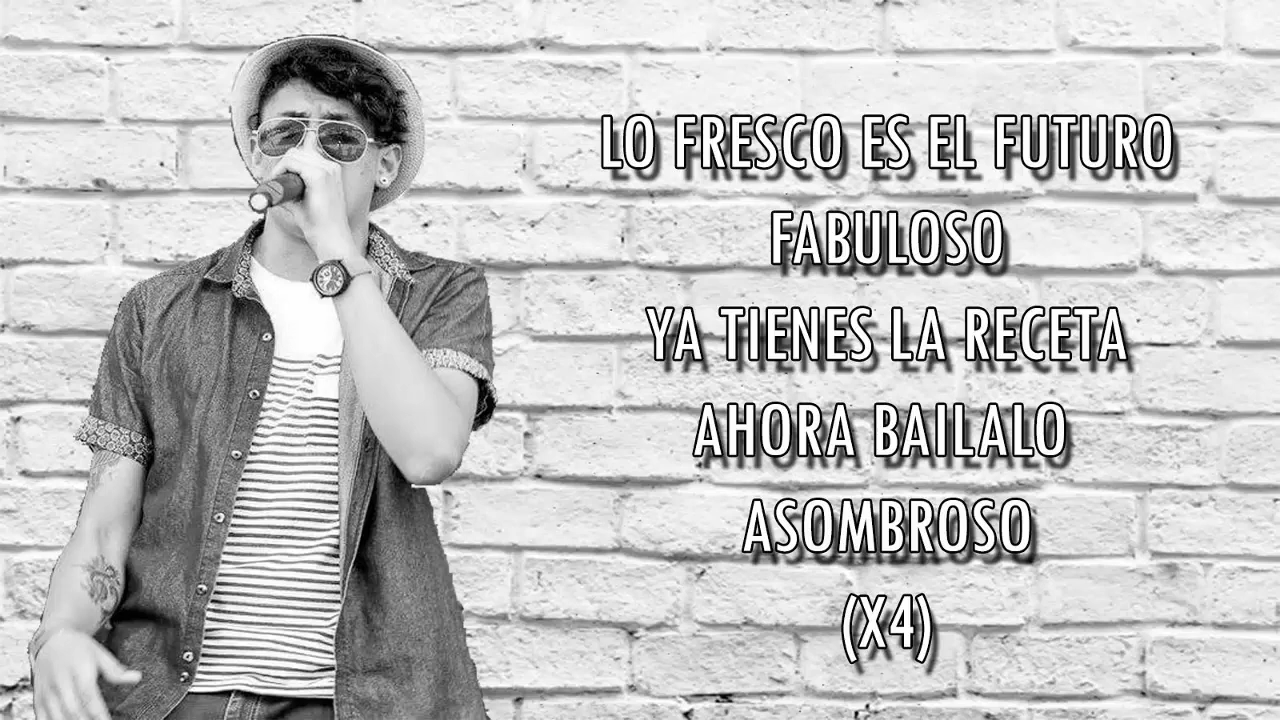 LO FRESCO ES EL FUTURO
FABULOSO
YA TIENES LA RECETA
AHORA BAILALO
ASOMBROSO
(X4)